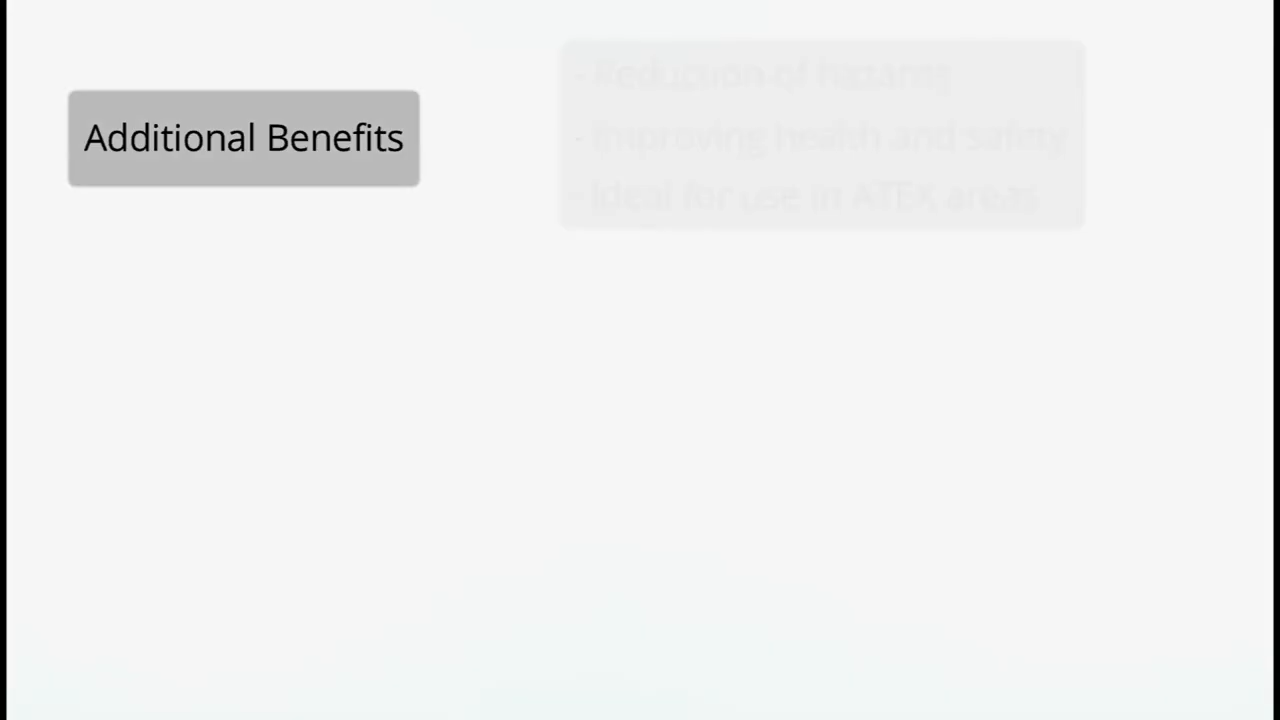 Additional Benefits
- Reduction of hazards
- Improving health and safety
- Ideal for use in ATEX areas